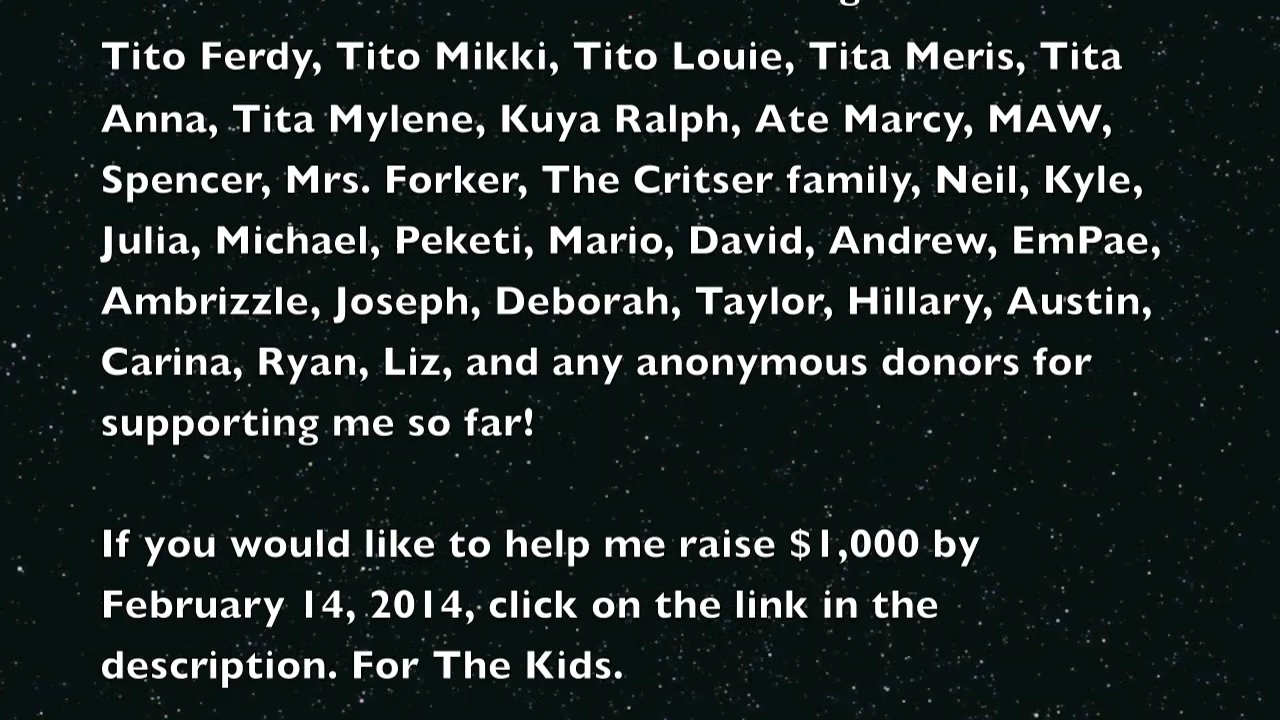 Tito Ferdy, Tito Mikki, Tito Louie, Tita Meris, Tita
Anna, Tita Mylene, Kuya Ralph, Ate Marcy, MAW,
Spencer, Mrs. Forker, The Critser family, Neil, Kyle,
Julia, Michael, Peketi, Mario, David, Andrew, EmPae,
Ambrizzle, Joseph, Deborah, Taylor, Hillary, Austin,
Carina, Ryan, Liz, and any anonymous donors for
supporting me so far!
If you would like to help me raise $1,000 by
February 14, 2014, click on the link in the
description. For The Kids.